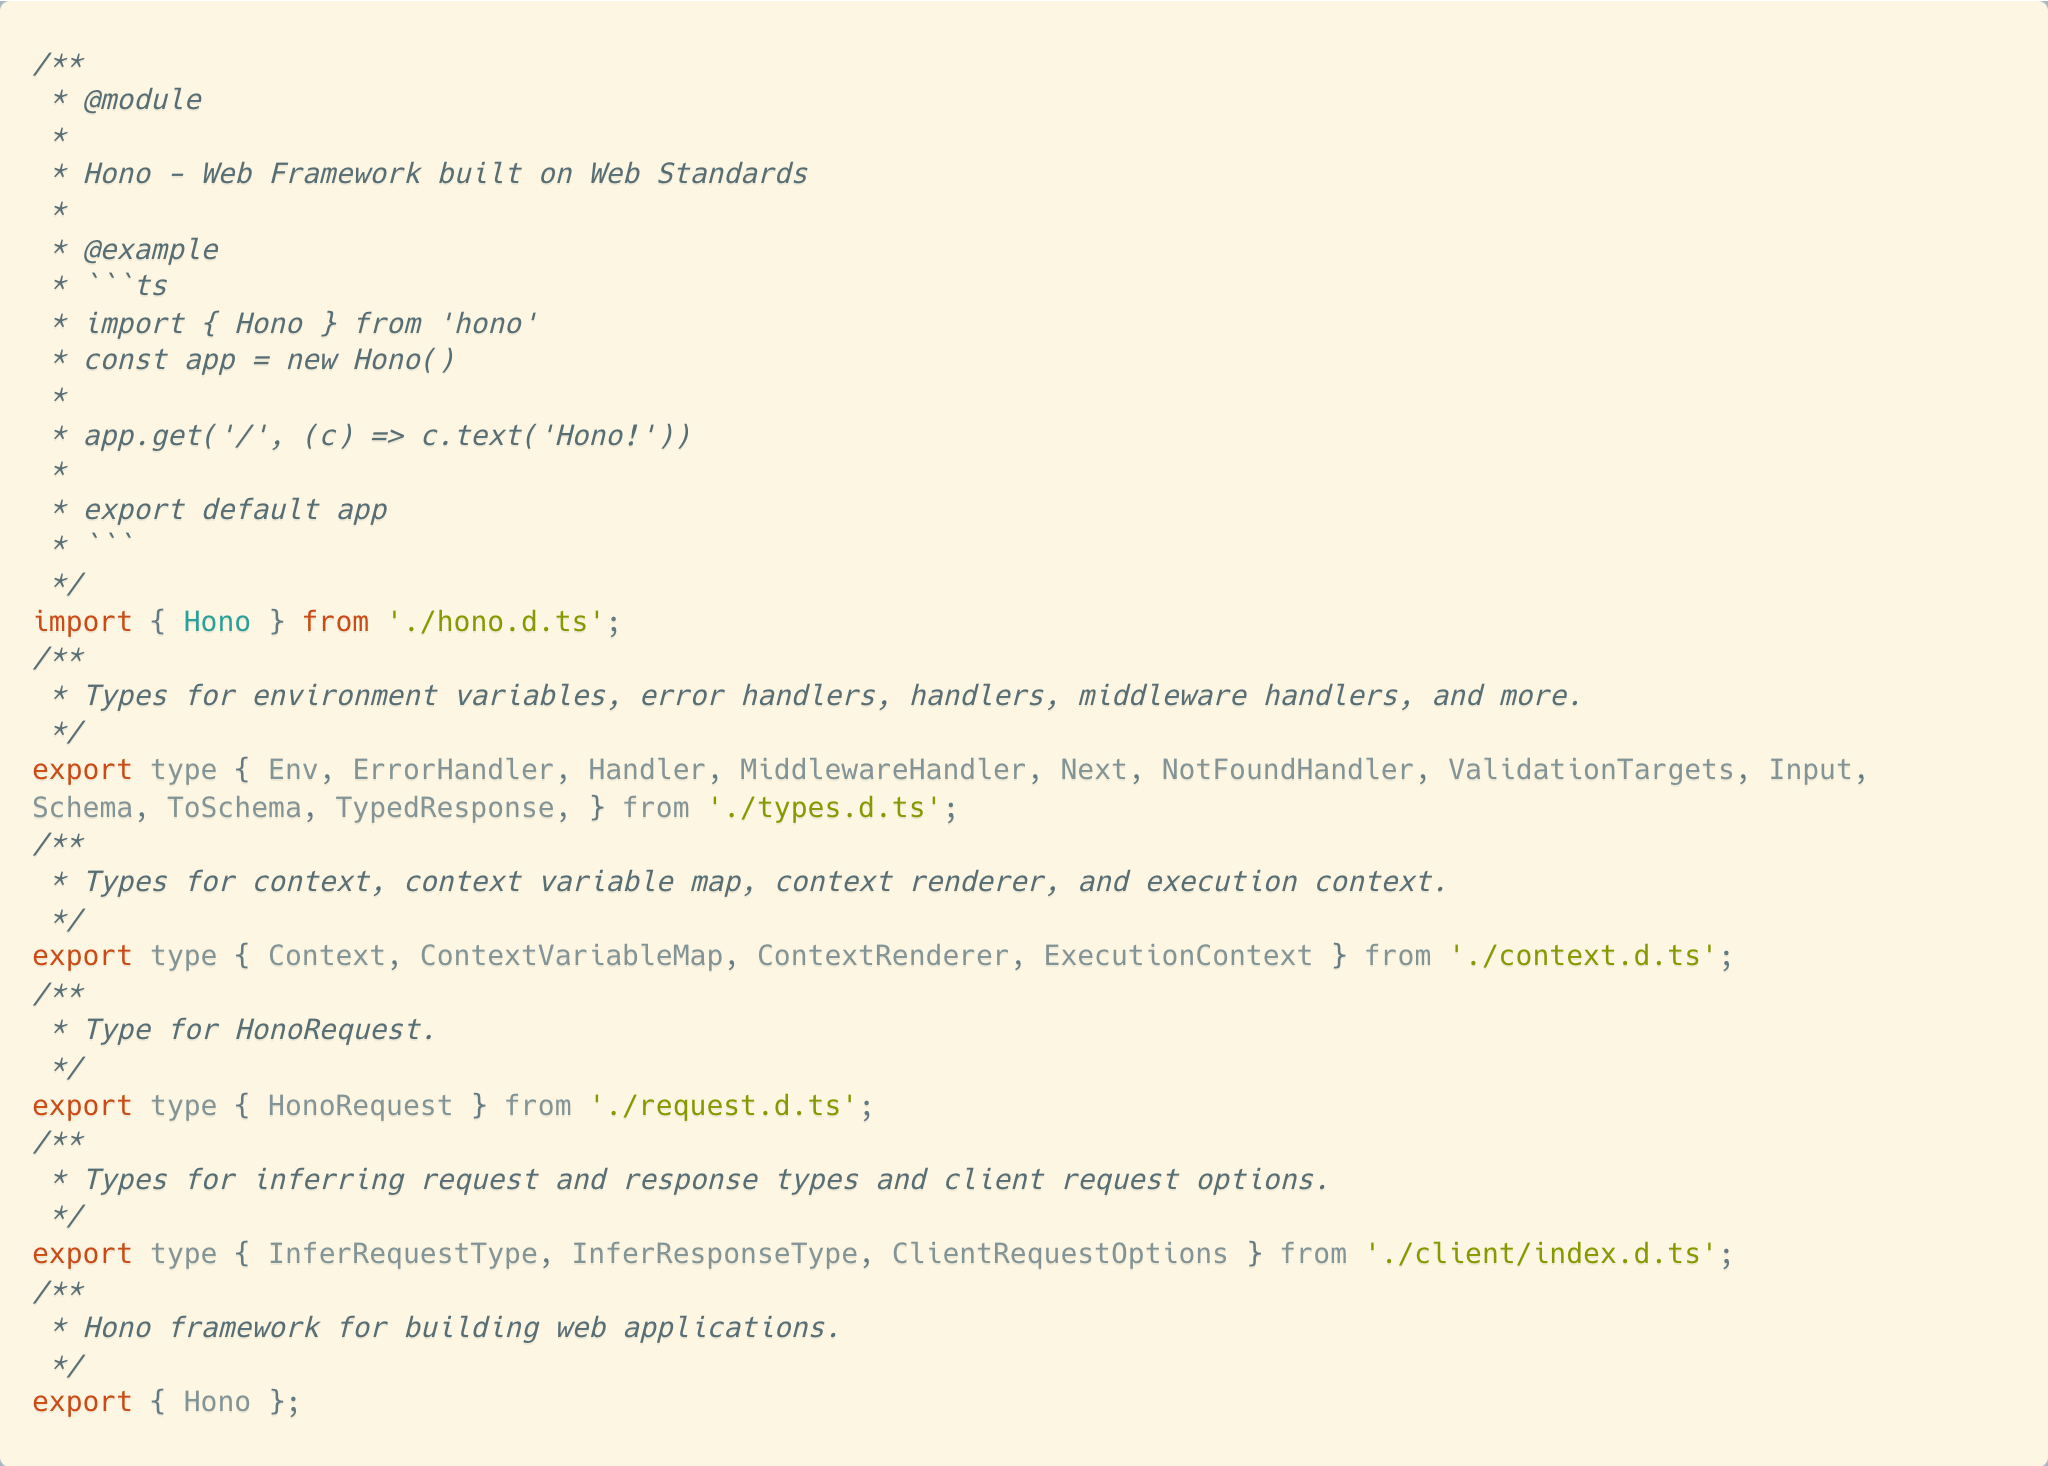 /**
 * @module
 *
 * Hono - Web Framework built on Web Standards
 *
 * @example
 * ```ts
 * import { Hono } from 'hono'
 * const app = new Hono()
 *
 * app.get('/', (c) => c.text('Hono!'))
 *
 * export default app
 * ```
 */
import { Hono } from './hono.d.ts';
/**
 * Types for environment variables, error handlers, handlers, middleware handlers, and more.
 */
export type { Env, ErrorHandler, Handler, MiddlewareHandler, Next, NotFoundHandler, ValidationTargets, Input,
Schema, ToSchema, TypedResponse, } from './types.d.ts';
/**
 * Types for context, context variable map, context renderer, and execution context.
 */
export type { Context, ContextVariableMap, ContextRenderer, ExecutionContext } from './context.d.ts';
/**
 * Type for HonoRequest.
 */
export type { HonoRequest } from './request.d.ts';
/**
 * Types for inferring request and response types and client request options.
 */
export type { InferRequestType, InferResponseType, ClientRequestOptions } from './client/index.d.ts';
/**
 * Hono framework for building web applications.
 */
export { Hono };